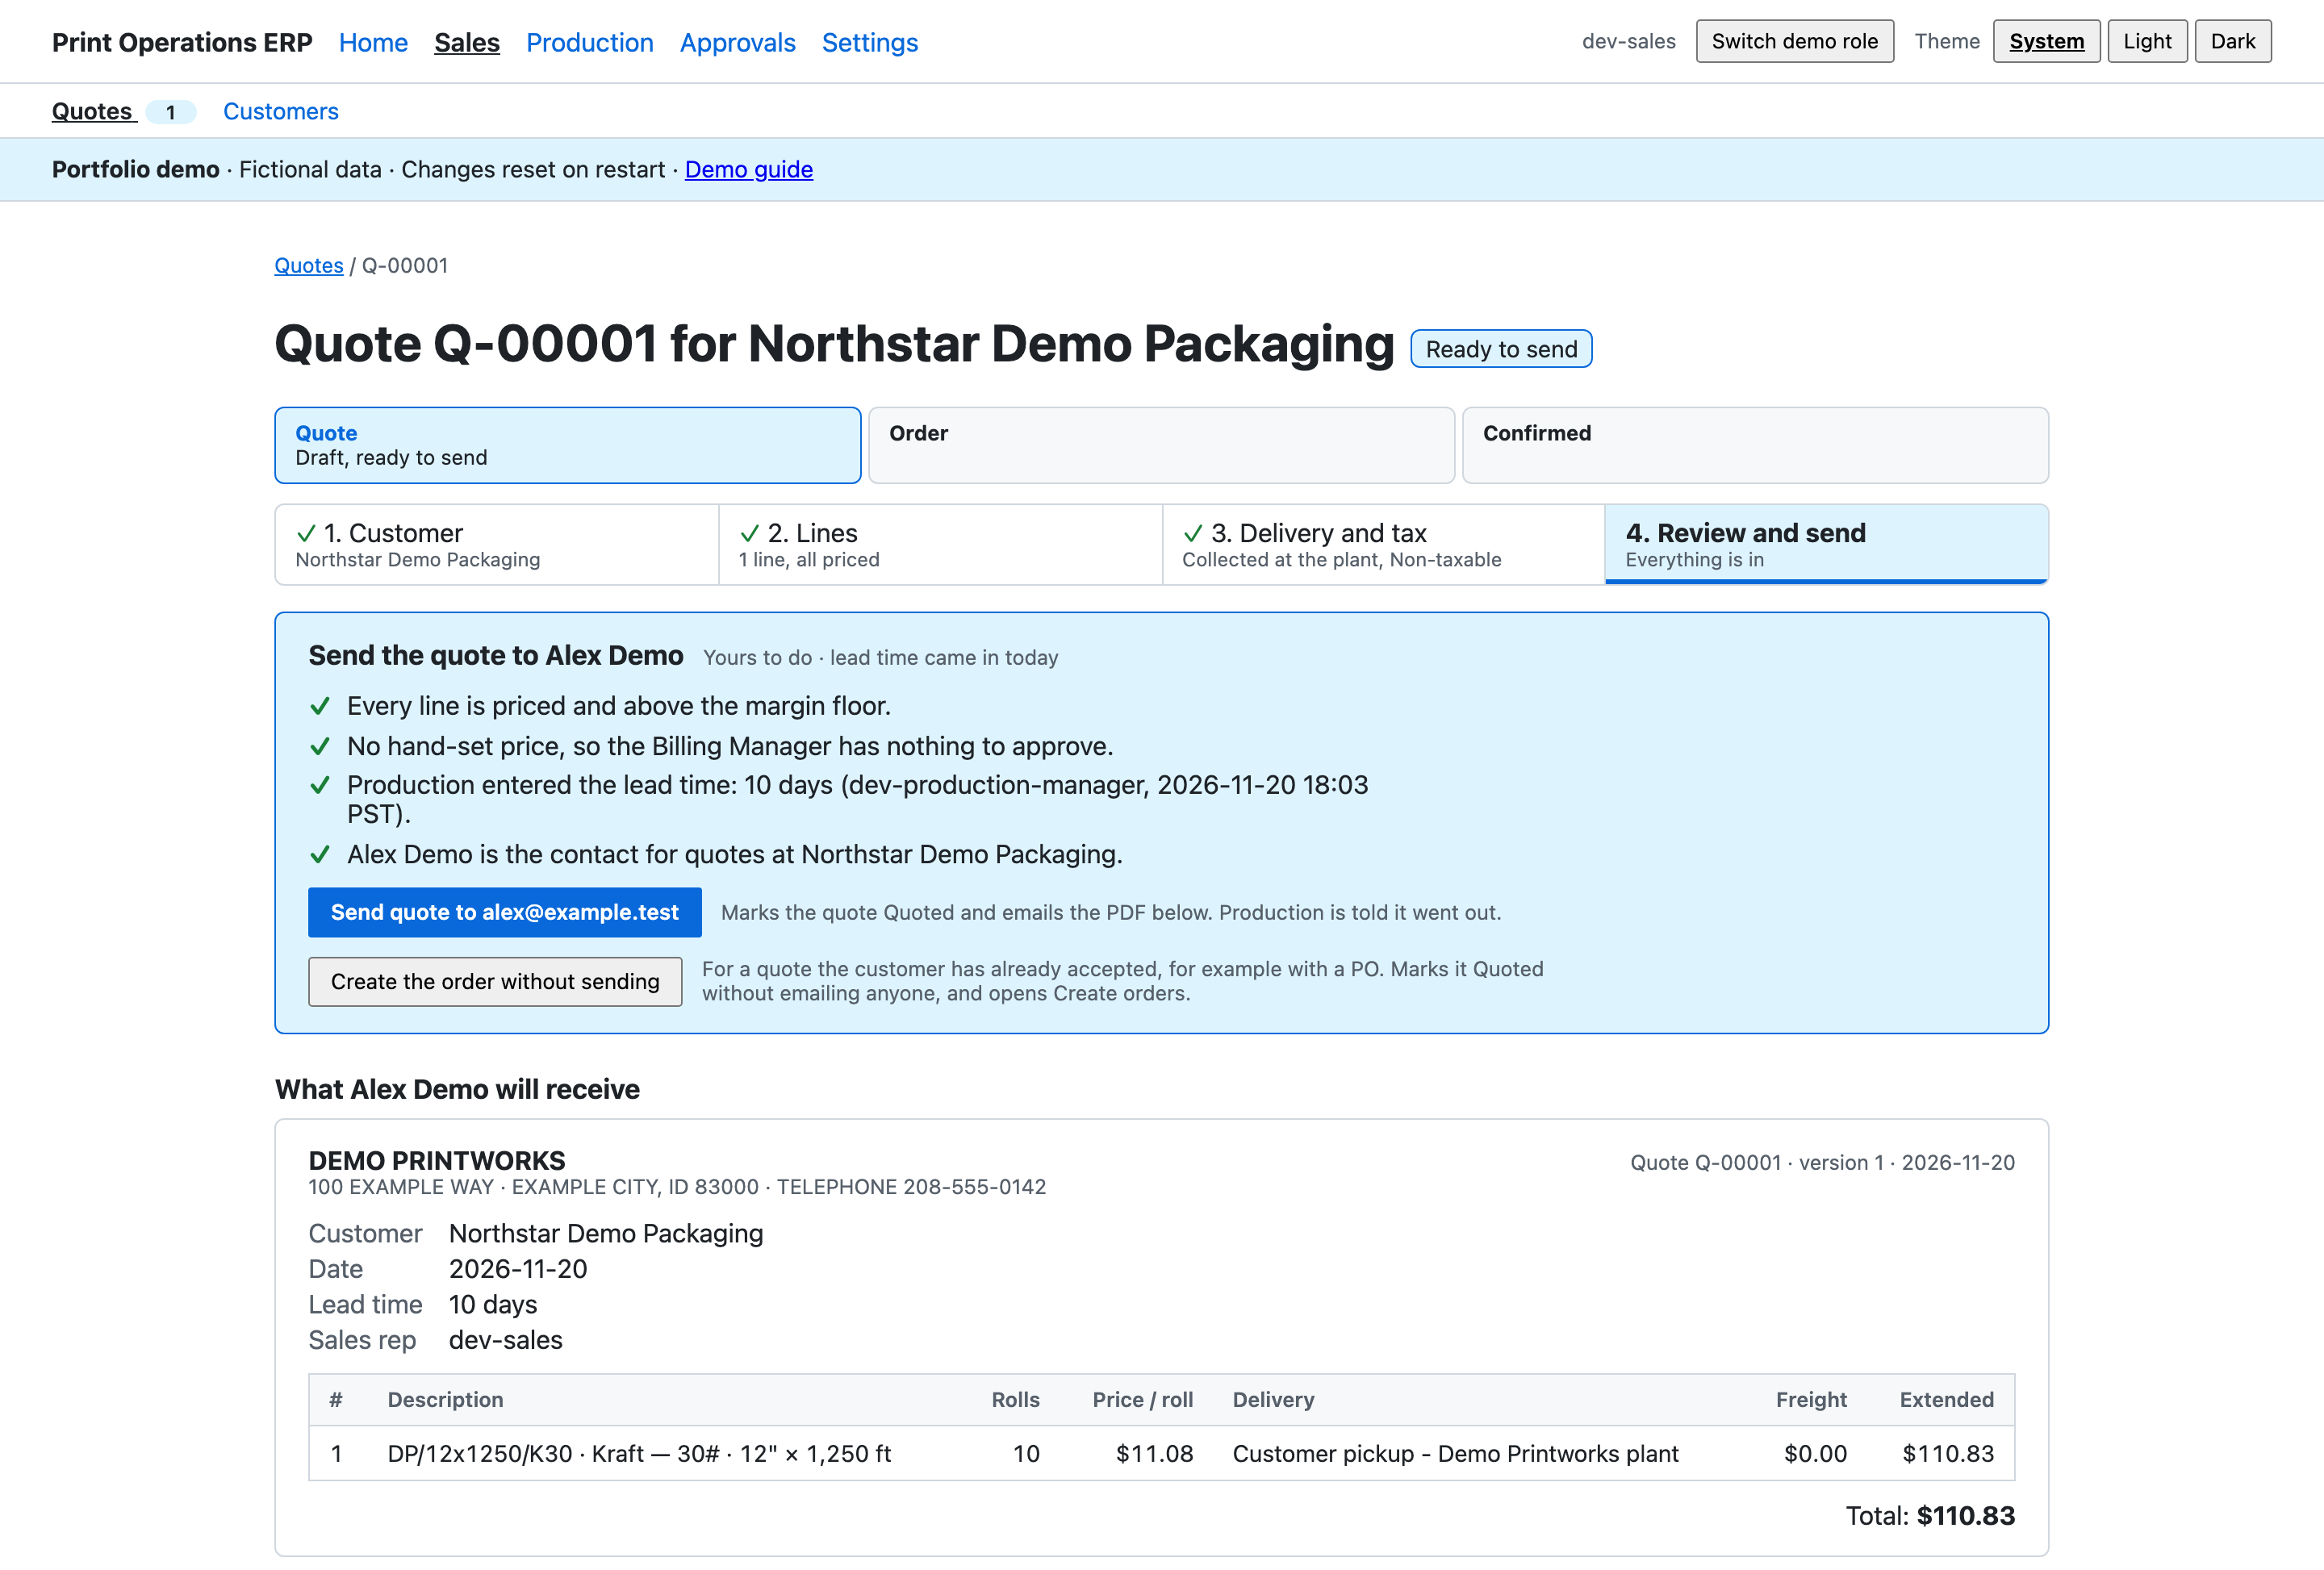 Print Operations ERP Home Sales Production Approvals Settings dev-sales Switch demo role Theme System Light Dark
Quotes 1 Customers
Portfolio demo · Fictional data · Changes reset on restart · Demo guide
Quotes / Q-00001
Quote Q-00001 for Northstar Demo Packaging Ready to send
Quote
Draft, ready to send
Order
Confirmed
✓ 1. Customer
Northstar Demo Packaging
✓ 2. Lines
1 line, all priced
✓ 3. Delivery and tax
Collected at the plant, Non-taxable
4. Review and send
Everything is in
Send the quote to Alex Demo Yours to do · lead time came in today
✓ Every line is priced and above the margin floor.
✓ No hand-set price, so the Billing Manager has nothing to approve.
✓ Production entered the lead time: 10 days (dev-production-manager, 2026-11-20 18:03
PST).
✓ Alex Demo is the contact for quotes at Northstar Demo Packaging.
Send quote to alex@example.test Marks the quote Quoted and emails the PDF below. Production is told it went out.
Create the order without sending For a quote the customer has already accepted, for example with a PO. Marks it Quoted
without emailing anyone, and opens Create orders.
What Alex Demo will receive
DEMO PRINTWORKS Quote Q-00001 · version 1 · 2026-11-20
100 EXAMPLE WAY · EXAMPLE CITY, ID 83000 · TELEPHONE 208-555-0142
Customer Northstar Demo Packaging
Date 2026-11-20
Lead time 10 days
Sales rep dev-sales
# Description Rolls Price / roll Delivery Freight Extended
1 DP/12x1250/K30 · Kraft — 30# · 12" × 1,250 ft 10 $11.08 Customer pickup - Demo Printworks plant $0.00 $110.83
Total: $110.83